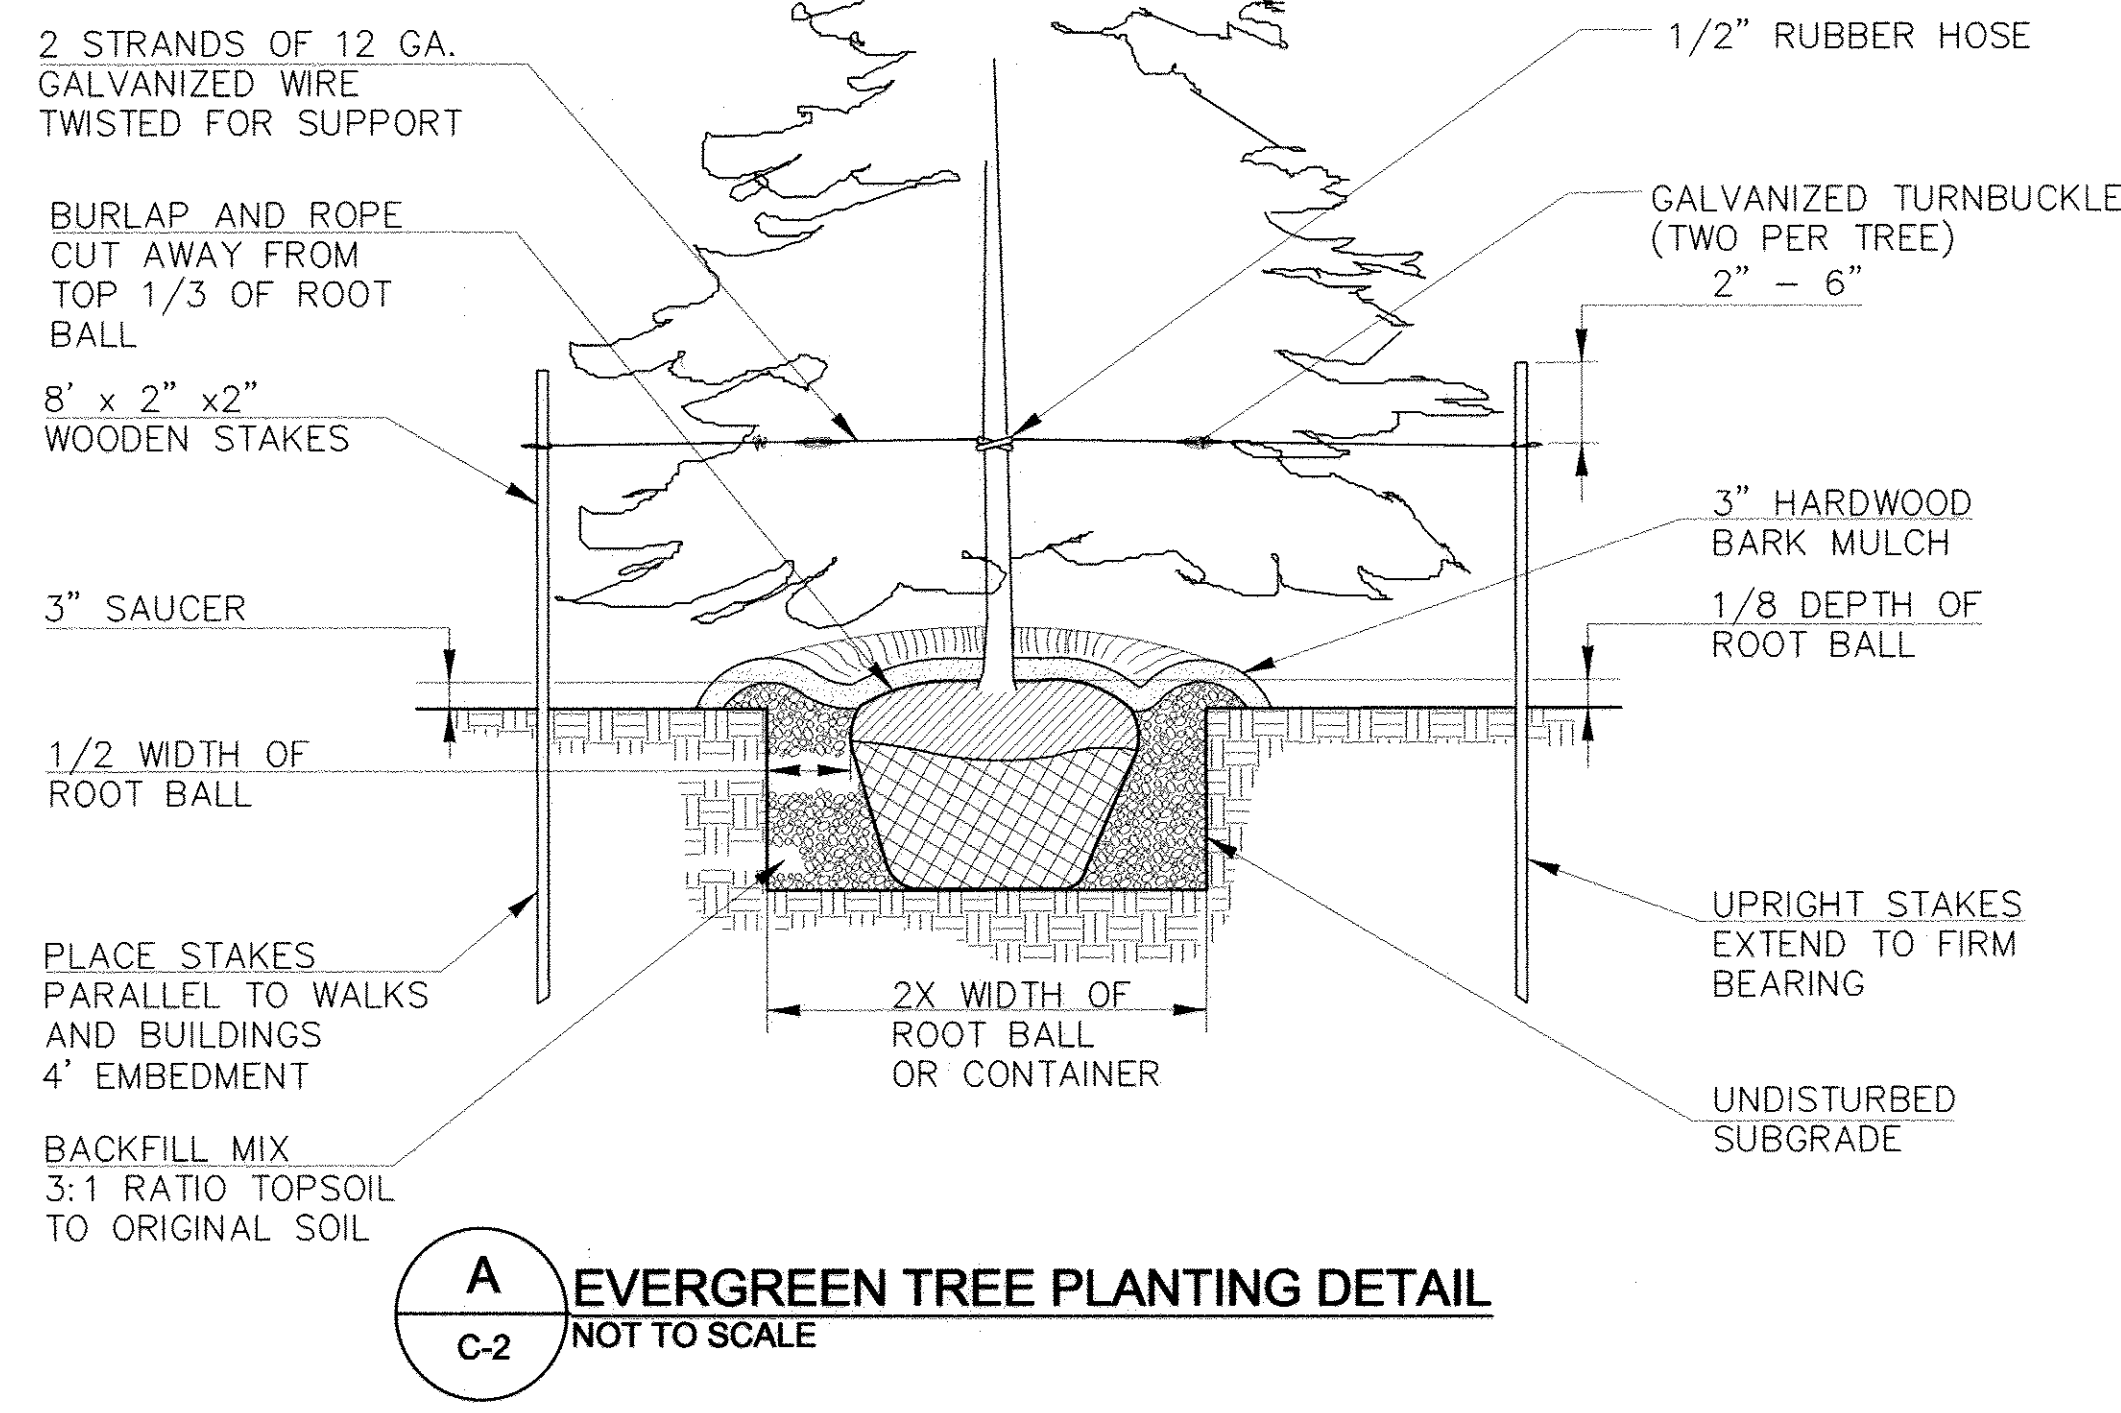 2 STRANDS OF 12 GA.
GALVANIZED WIRE
TWISTED FOR SUPPORT
BURLAP AND ROPE
CUT AWAY FROM
TOP 1/3 OF ROOT
BALL
8' x 2" x2"
WOODEN STAKES
3" SAUCER
1/2 WIDTH OF
ROOT BALL
PLACE STAKES
PARALLEL TO WALKS
AND BUILDINGS
4' EMBEDMENT
BACKFILL MIX
3:1 RATIO TOPSOIL
TO ORIGINAL SOIL
1/2" RUBBER HOSE
GALVANIZED TURNBUCKLE
(TWO PER TREE)
2" – 6"
3" HARDWOOD
BARK MULCH
1/8 DEPTH OF
ROOT BALL
UPRIGHT STAKES
EXTEND TO FIRM
BEARING
UNDISTURBED
SUBGRADE
2X WIDTH OF
ROOT BALL
OR CONTAINER
A
C-2
EVERGREEN TREE PLANTING DETAIL
NOT TO SCALE